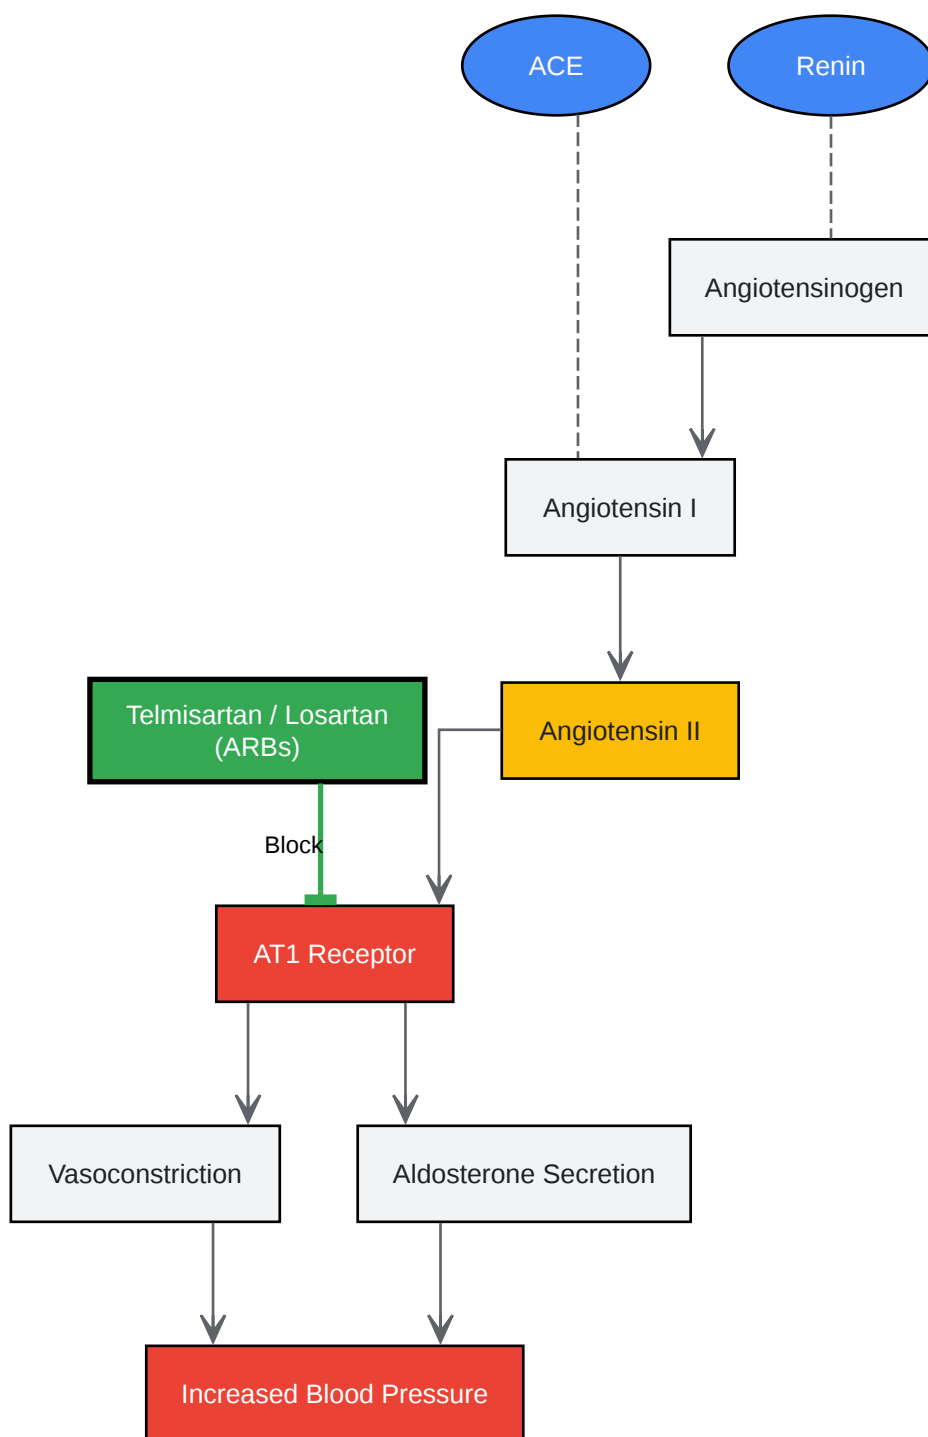 ACE
Renin
Angiotensinogen
Angiotensin I
Telmisartan / Losartan
(ARBs)
Angiotensin II
Block
AT1 Receptor
Vasoconstriction
Aldosterone Secretion
Increased Blood Pressure